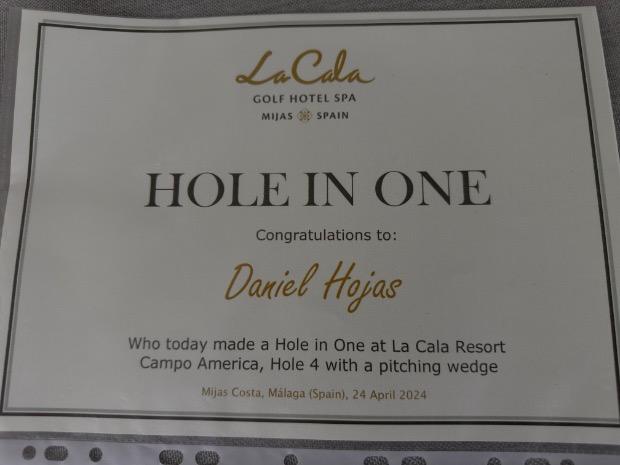 La Cala
GOLF HOTEL SPA
MIJAS SPAIN
HOLE IN ONE
Congratulations to:
Daniel Hojas
Who today made a Hole in One at La Cala Resort
Campo America, Hole 4 with a pitching wedge
Mijas Costa, Málaga (Spain), 24 April 2024